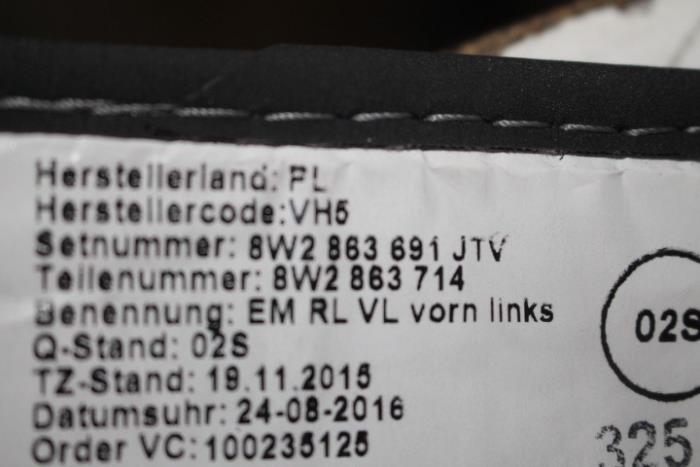 Herstellerland: PL
Herstellercode: VH5
Setnummer: 8W2 863 691 JTV
Teilenummer: 8W2 863 714
Benennung: EM RL VL vorn links
Q-Stand: 02S
TZ-Stand: 19.11.2015
Datumsuhr: 24-08-2016
Order VC: 100235125
02S
325